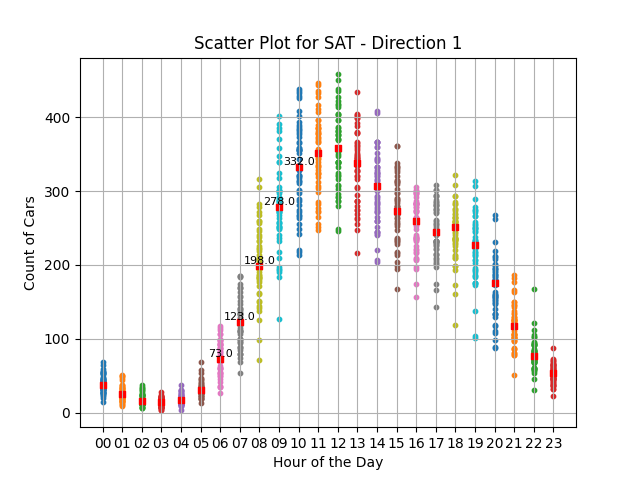 Scatter Plot for SAT - Direction 1
Count of Cars
400
300
200
100
0
332.0
278.0
198.0
123.0
73.0
00 01 02 03 04 05 06 07 08 09 10 11 12 13 14 15 16 17 18 19 20 21 22 23
Hour of the Day